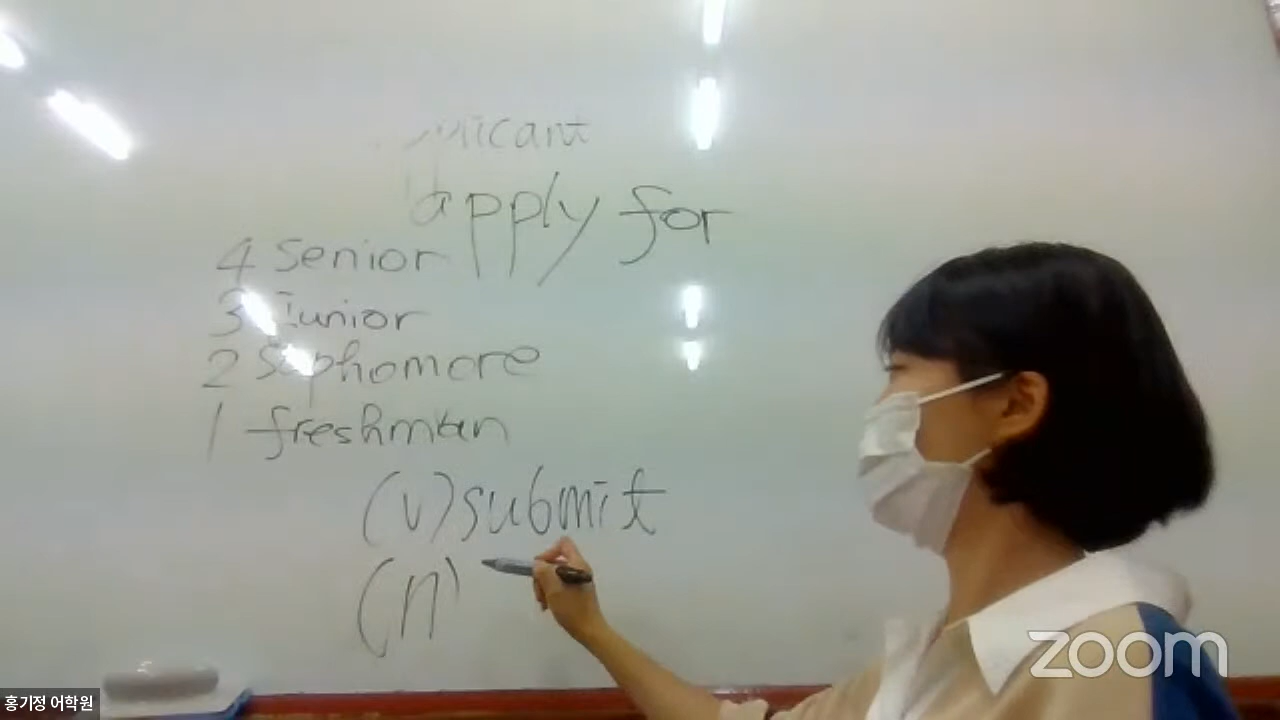 apply for
4 Senior
3 Junior
2 Sophomore
1 freshman
(v) submit
(n)
zoom
홍기정 어학원